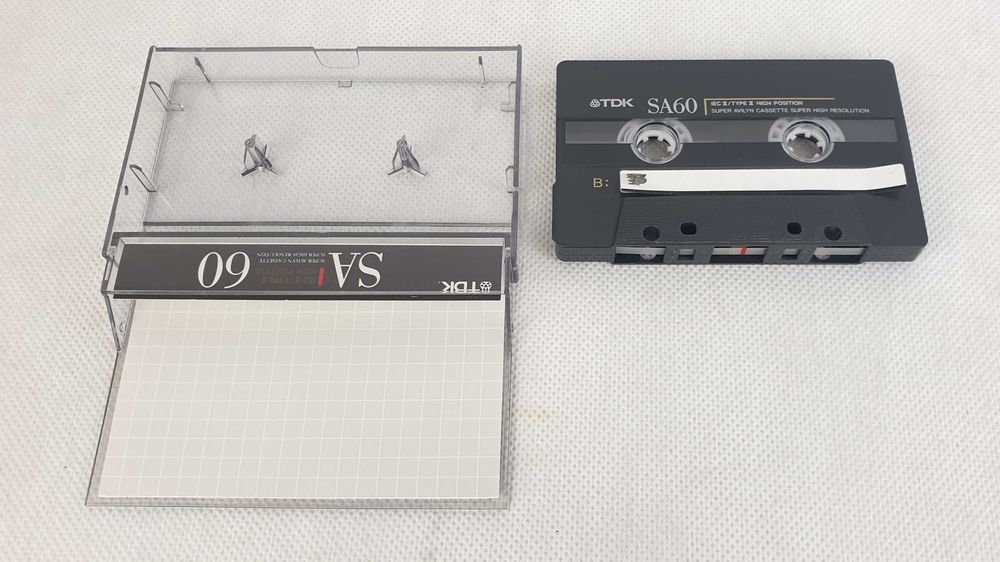 TDK SA60 IEC II/TYPE II HIGH POSITION
SUPER AVILYN CASSETTE SUPER HIGH RESOLUTION
B:
TDK
SA 60
IEC II/TYPE II
HIGH POSITION
SUPER AVILYN CASSETTE
SUPER HIGH RESOLUTION